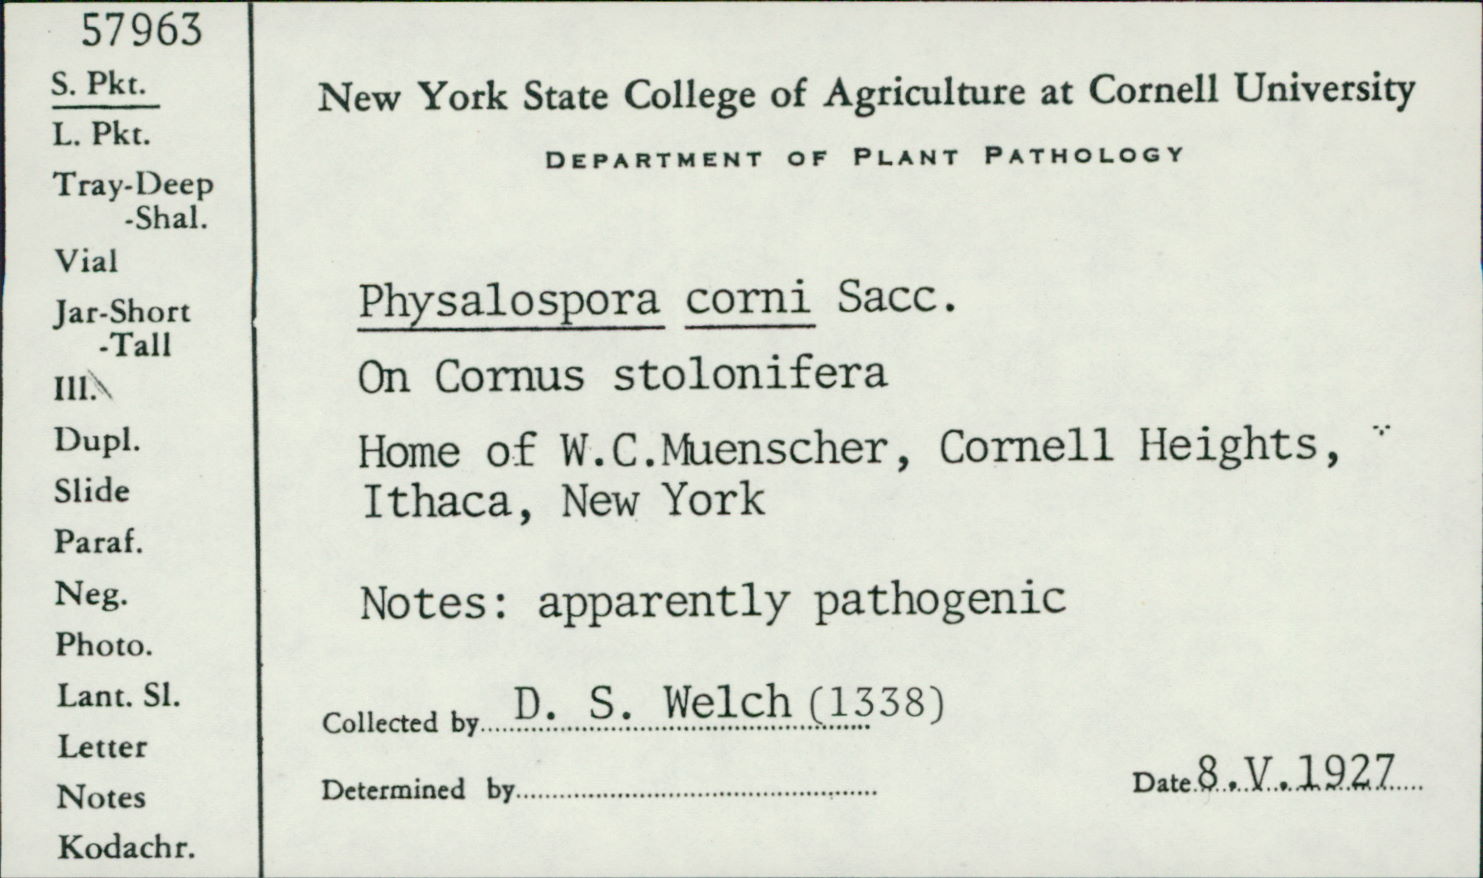 57963
S. Pkt.
L. Pkt.
Tray-Deep
-Shal.
Vial
Jar-Short
-Tall
Ill.
Dupl.
Slide
Paraf.
Neg.
Photo.
Lant. Sl.
Letter
Notes
Kodachr.
New York State College of Agriculture at Cornell University
DEPARTMENT OF PLANT PATHOLOGY
Physalospora corni Sacc.
On Cornus stolonifera
Home of W.C.Muenscher, Cornell Heights,
Ithaca, New York
Notes: apparently pathogenic
Collected by D. S. Welch (1338)
Determined by
Date 8.V.1927